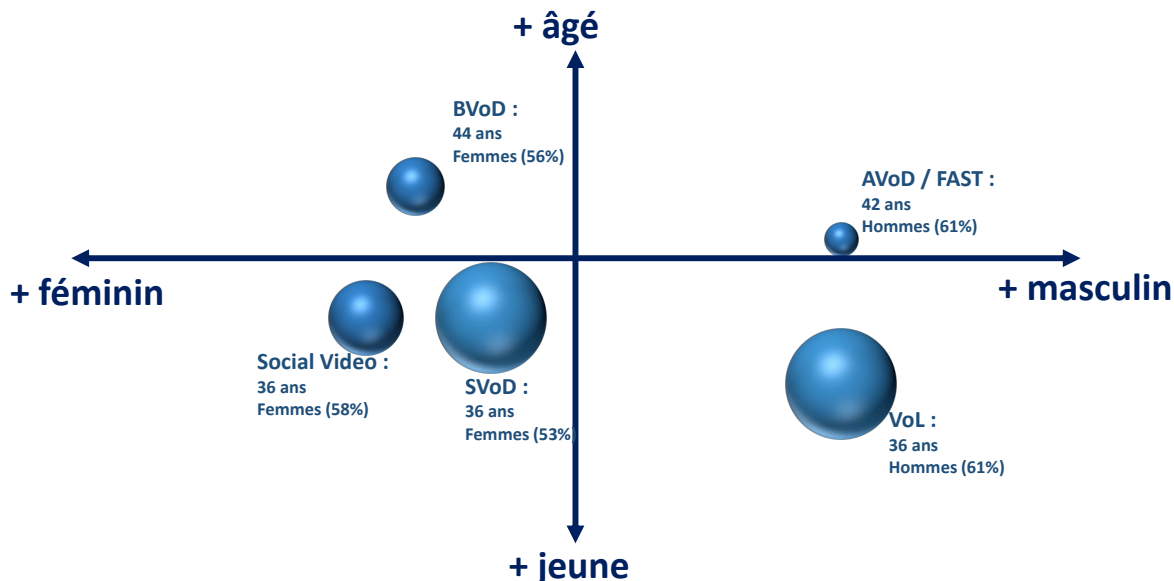 + âgé
BVoD :
44 ans
Femmes (56%)
AVoD / FAST :
42 ans
Hommes (61%)
+ féminin
+ masculin
Social Video :
36 ans
Femmes (58%)
SVoD :
36 ans
Femmes (53%)
VoL :
36 ans
Hommes (61%)
+ jeune